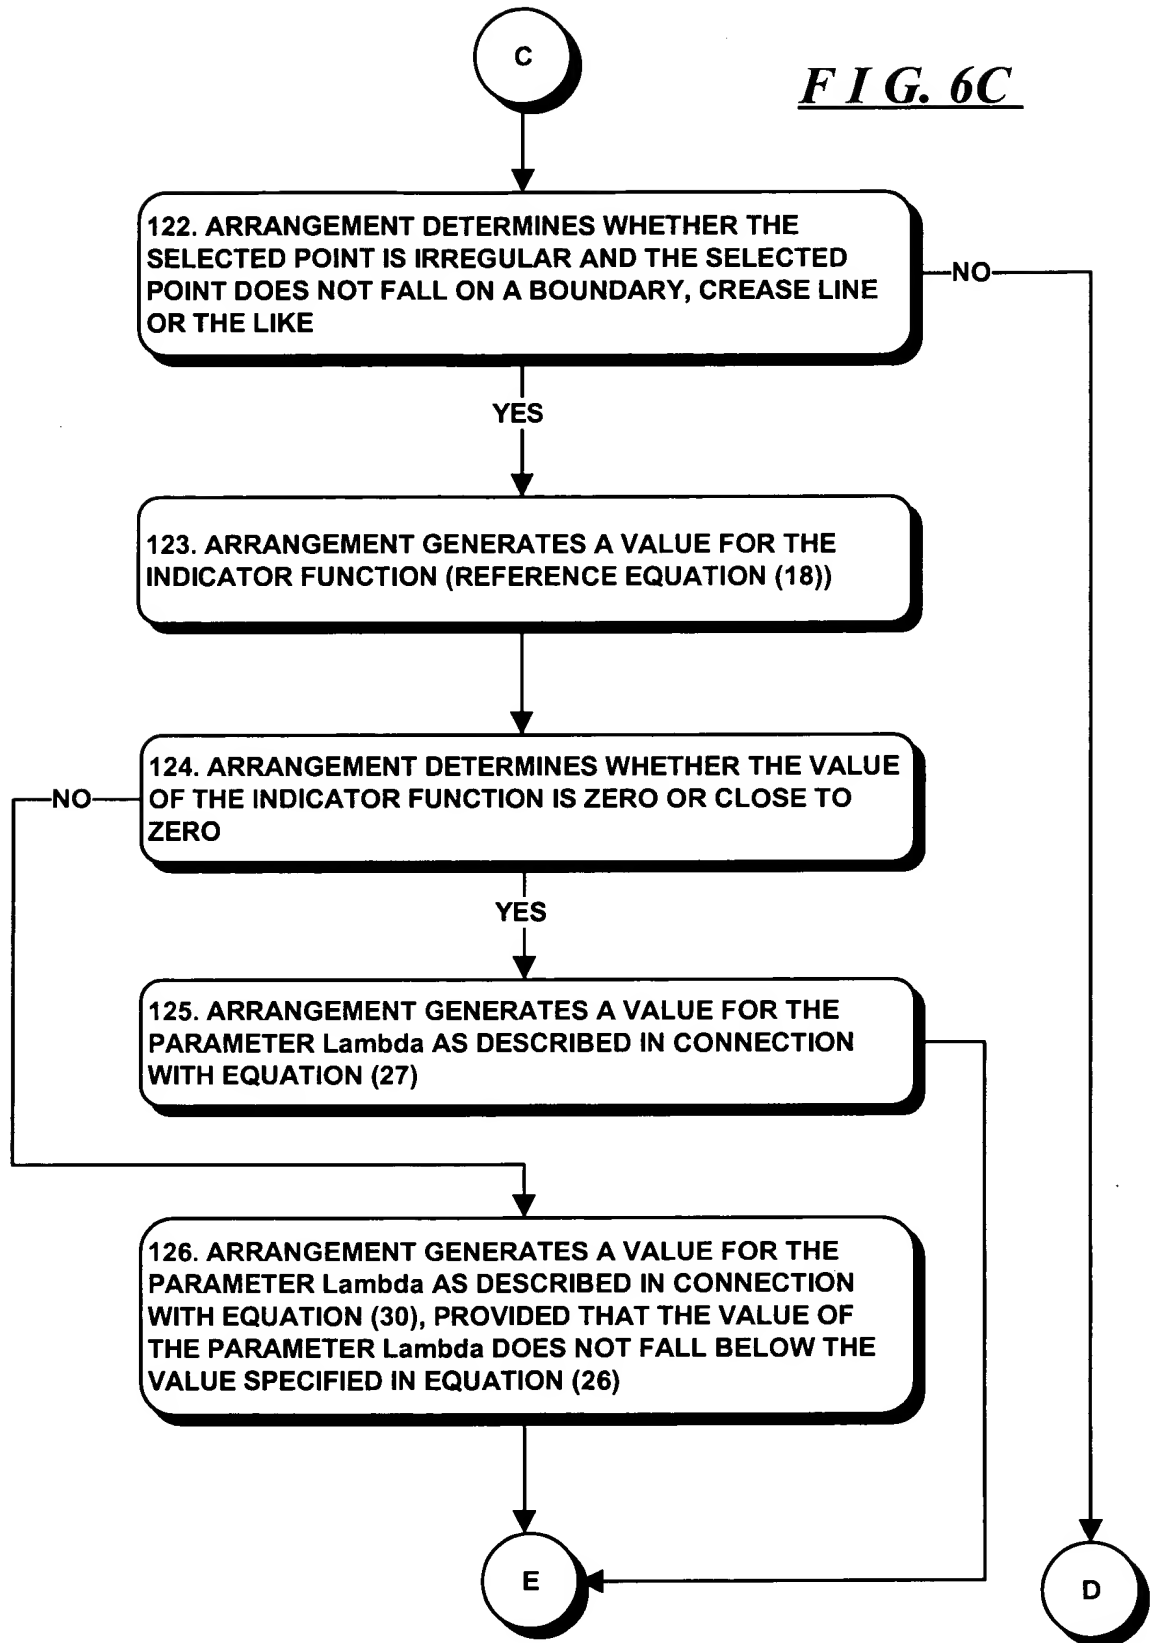 C
F I G. 6C
122. ARRANGEMENT DETERMINES WHETHER THE
SELECTED POINT IS IRREGULAR AND THE SELECTED
POINT DOES NOT FALL ON A BOUNDARY, CREASE LINE
OR THE LIKE
NO
YES
123. ARRANGEMENT GENERATES A VALUE FOR THE
INDICATOR FUNCTION (REFERENCE EQUATION (18))
124. ARRANGEMENT DETERMINES WHETHER THE VALUE
OF THE INDICATOR FUNCTION IS ZERO OR CLOSE TO
ZERO
NO
YES
125. ARRANGEMENT GENERATES A VALUE FOR THE
PARAMETER Lambda AS DESCRIBED IN CONNECTION
WITH EQUATION (27)
126. ARRANGEMENT GENERATES A VALUE FOR THE
PARAMETER Lambda AS DESCRIBED IN CONNECTION
WITH EQUATION (30), PROVIDED THAT THE VALUE OF
THE PARAMETER Lambda DOES NOT FALL BELOW THE
VALUE SPECIFIED IN EQUATION (26)
E
D